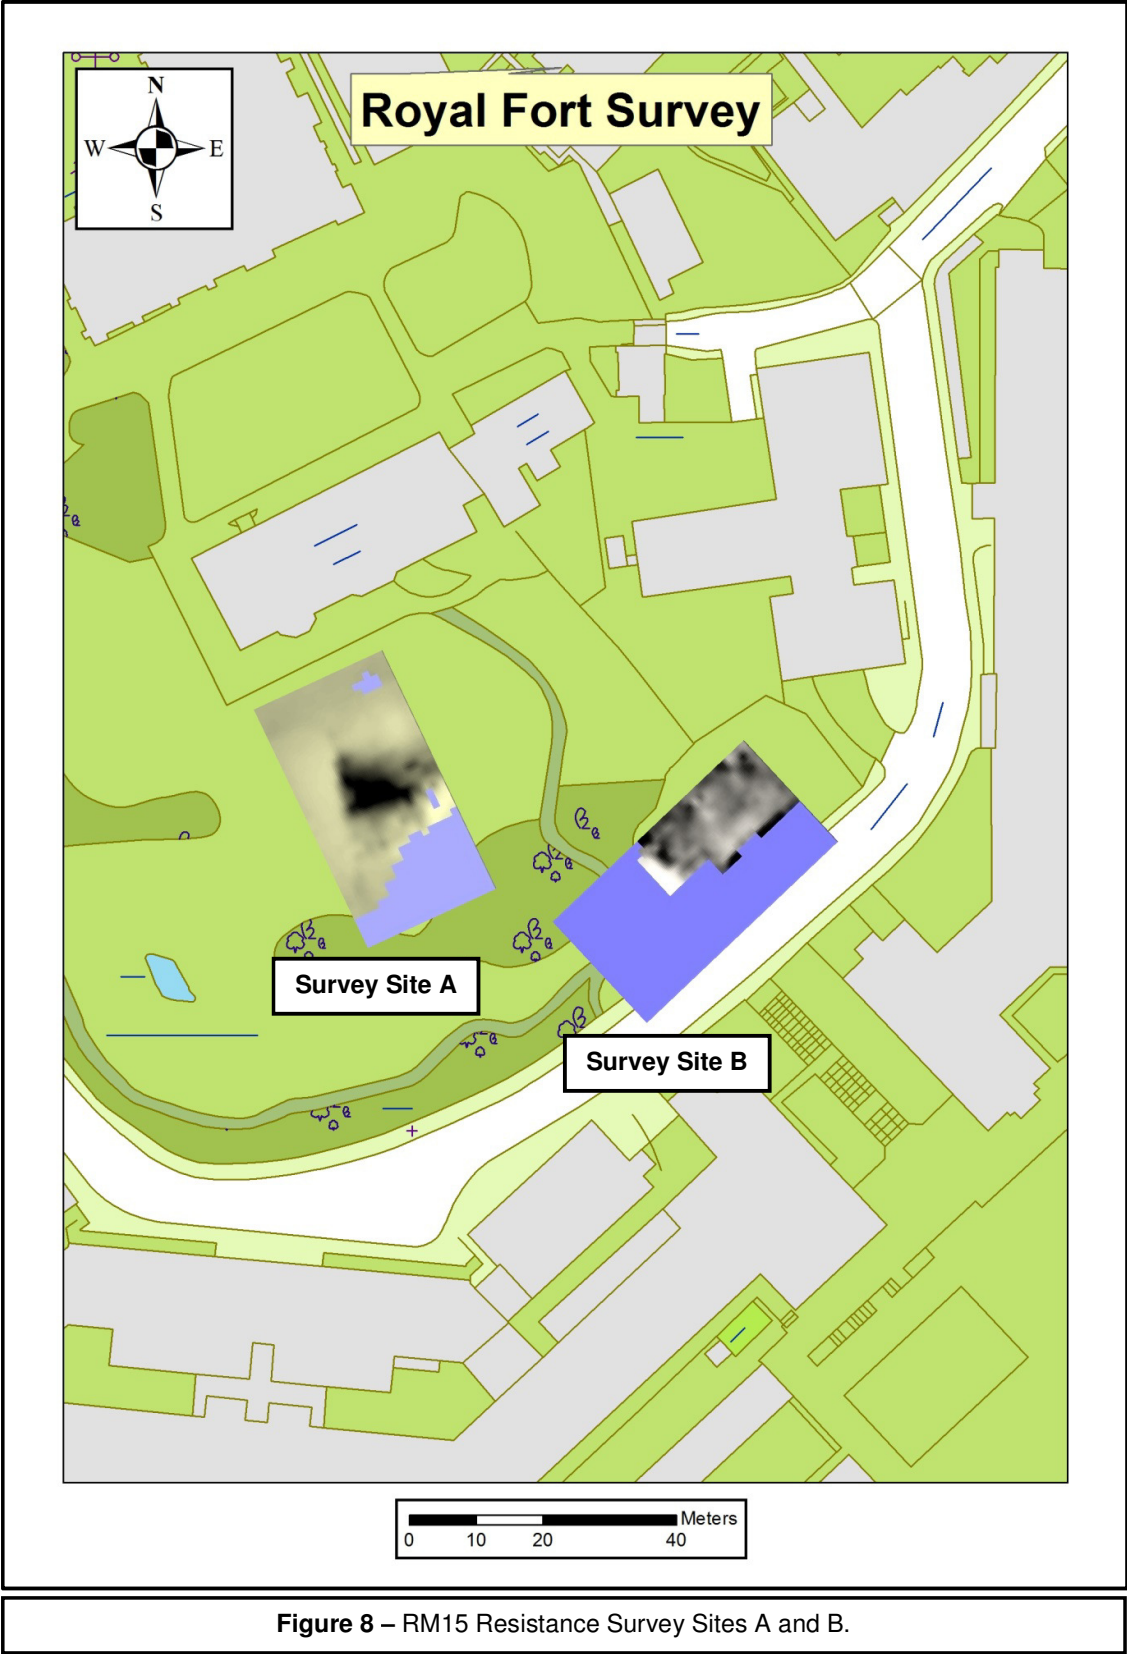 N
Royal Fort Survey
W E
S
Survey Site A
Survey Site B
Meters
0 10 20 40
Figure 8 – RM15 Resistance Survey Sites A and B.